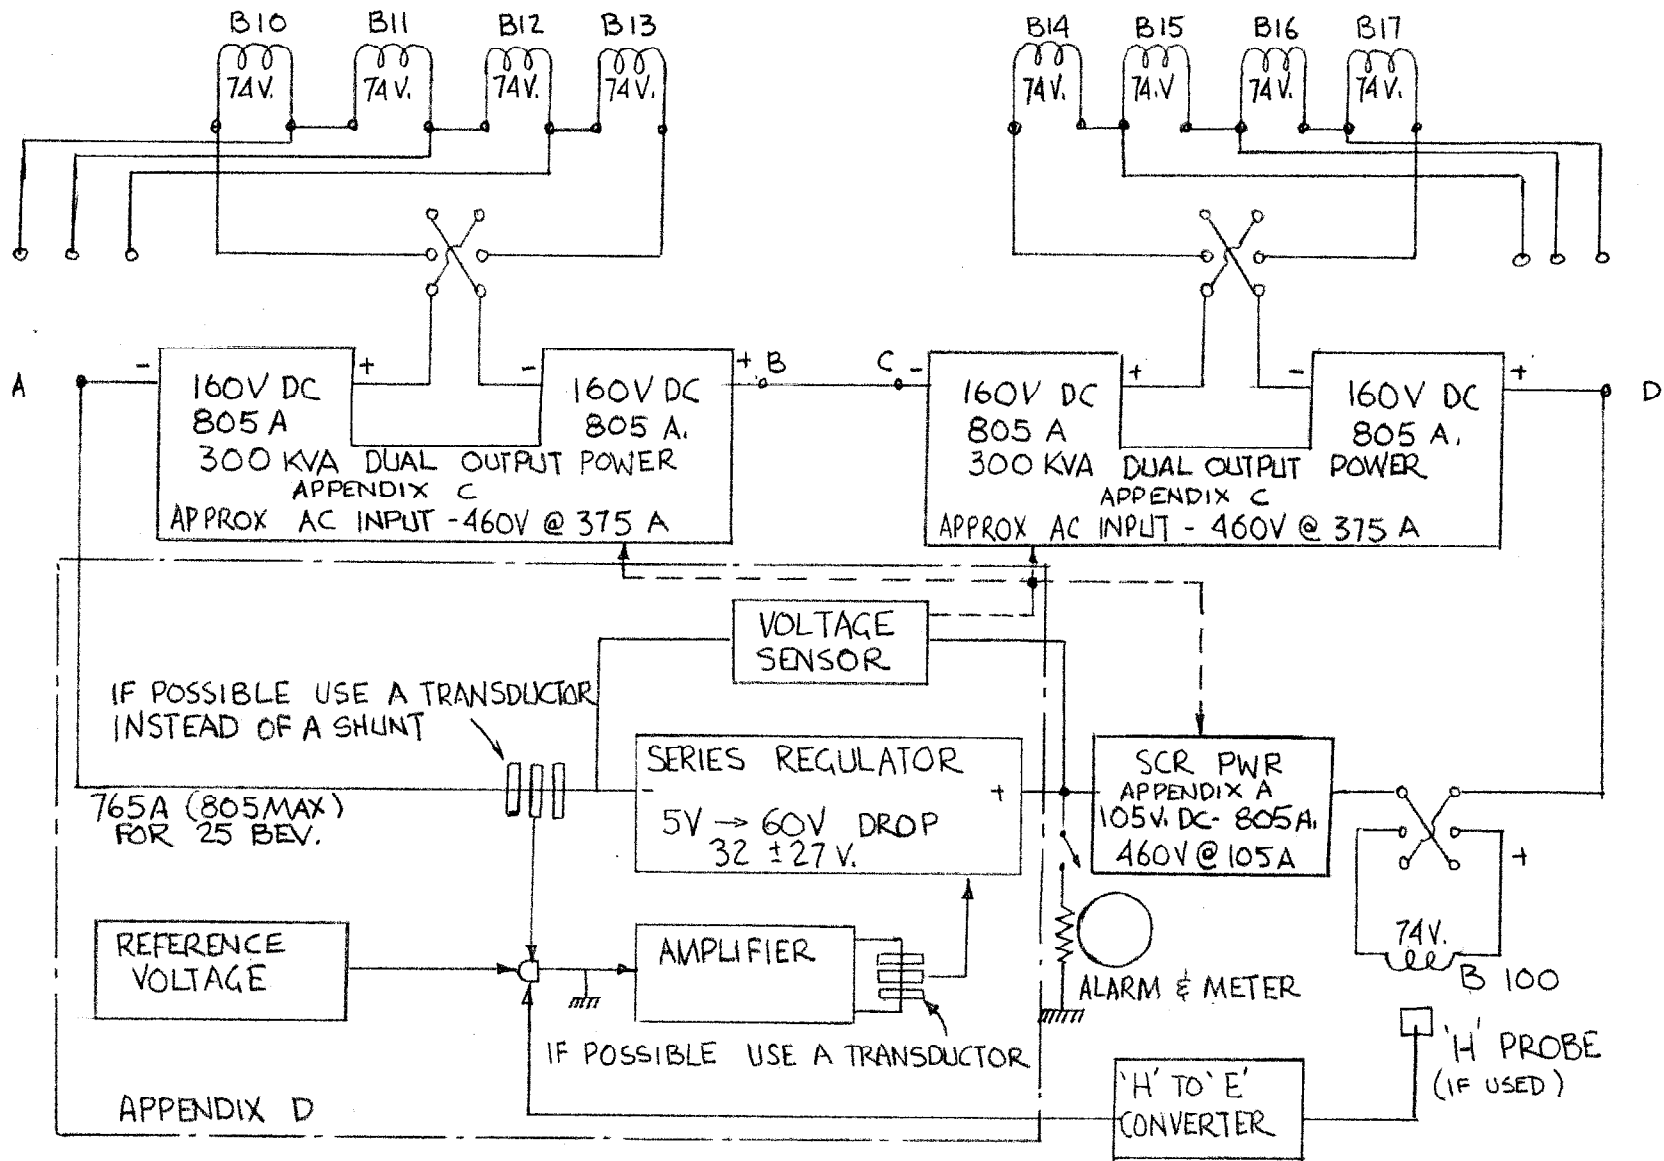 B10 B11 B12 B13 B14 B15 B16 B17
74V. 74V. 74V. 74V. 74V. 74.V 74V. 74V.
A - + - + B C - + - + D
160V DC
805 A
160V DC
805 A.
300 KVA DUAL OUTPUT POWER
APPENDIX C
APPROX AC INPUT - 460V @ 375 A
160V DC
805 A
160V DC
805 A.
300 KVA DUAL OUTPUT POWER
APPENDIX C
APPROX AC INPUT - 460V @ 375 A
VOLTAGE
SENSOR
IF POSSIBLE USE A TRANSDUCTOR
INSTEAD OF A SHUNT
765A (805 MAX)
FOR 25 BEV.
SERIES REGULATOR
- +
5V → 60V DROP
32 ± 27 V.
SCR PWR
APPENDIX A
105V. DC - 805A.
460V @ 105A
+
74V.
B 100
REFERENCE
VOLTAGE
AMPLIFIER
ALARM & METER
IF POSSIBLE USE A TRANSDUCTOR
'H' PROBE
(IF USED)
'H' TO 'E'
CONVERTER
APPENDIX D